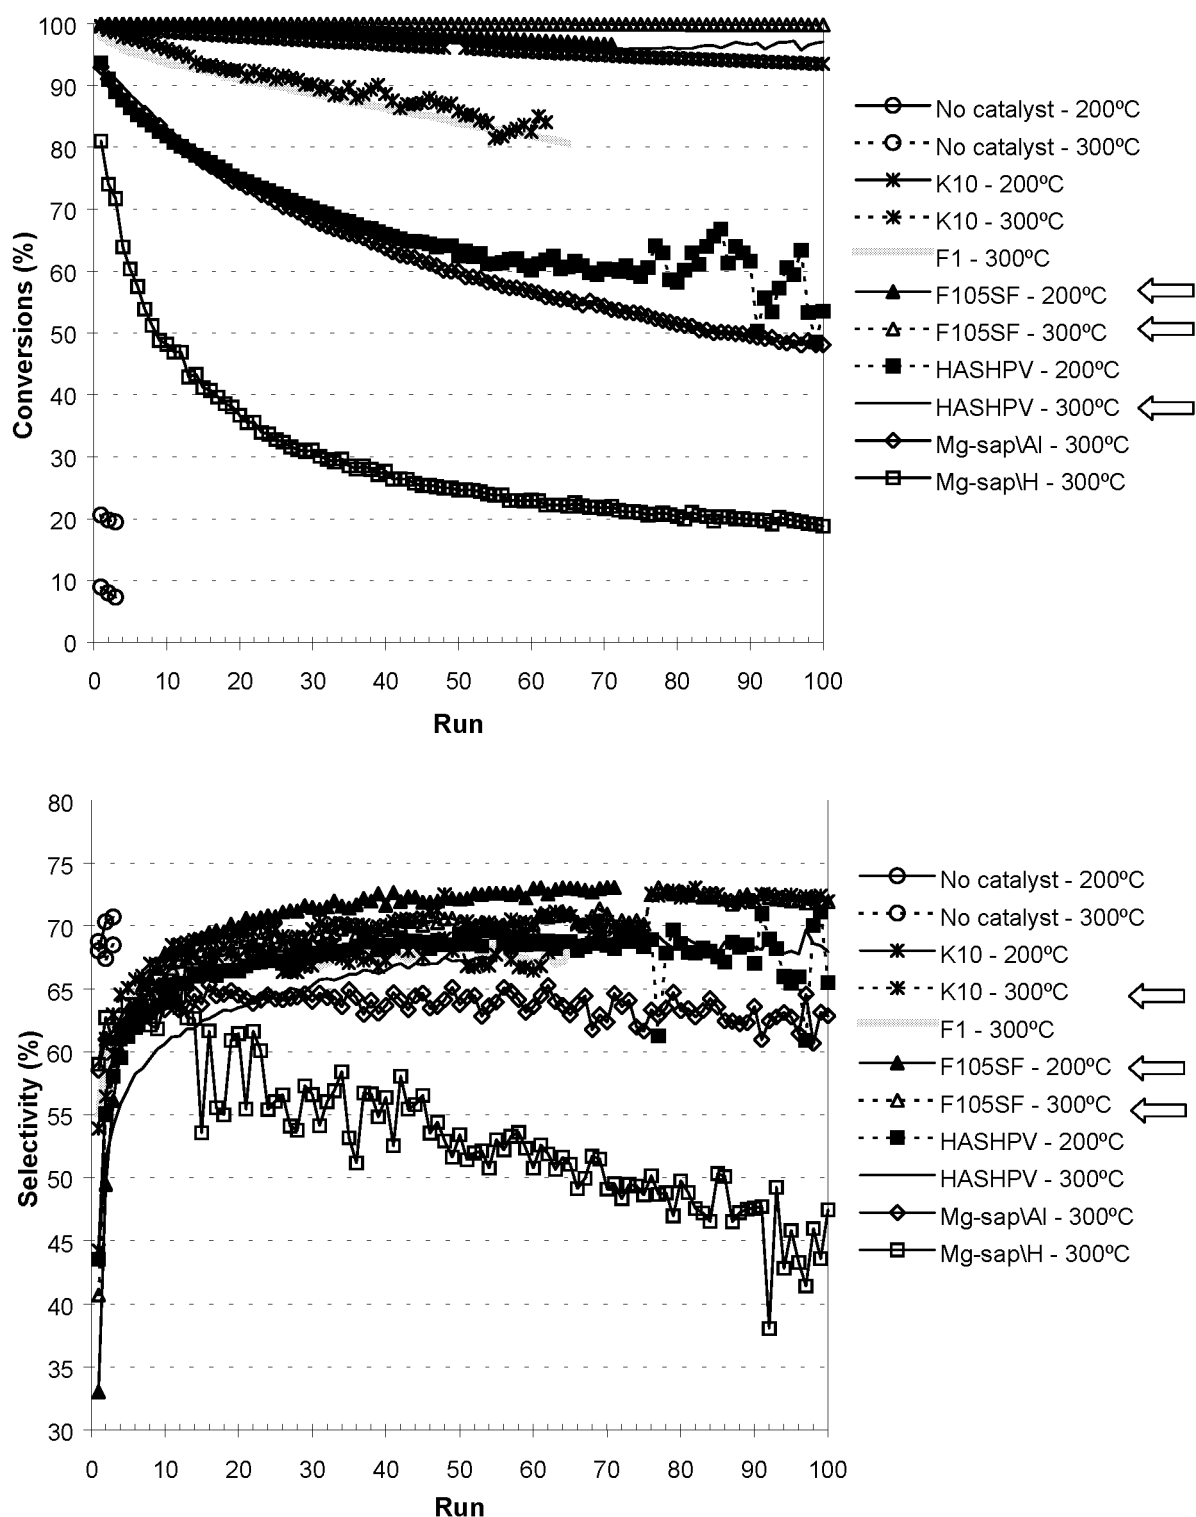 100
90
80
70
60
50
40
30
20
10
0
Conversions (%)
0 10 20 30 40 50 60 70 80 90 100
Run
No catalyst - 200ºC
No catalyst - 300ºC
K10 - 200ºC
K10 - 300ºC
F1 - 300ºC
F105SF - 200ºC
F105SF - 300ºC
HASHPV - 200ºC
HASHPV - 300ºC
Mg-sap\Al - 300ºC
Mg-sap\H - 300ºC
80
75
70
65
60
55
50
45
40
35
30
Selectivity (%)
0 10 20 30 40 50 60 70 80 90 100
Run
No catalyst - 200ºC
No catalyst - 300ºC
K10 - 200ºC
K10 - 300ºC
F1 - 300ºC
F105SF - 200ºC
F105SF - 300ºC
HASHPV - 200ºC
HASHPV - 300ºC
Mg-sap\Al - 300ºC
Mg-sap\H - 300ºC